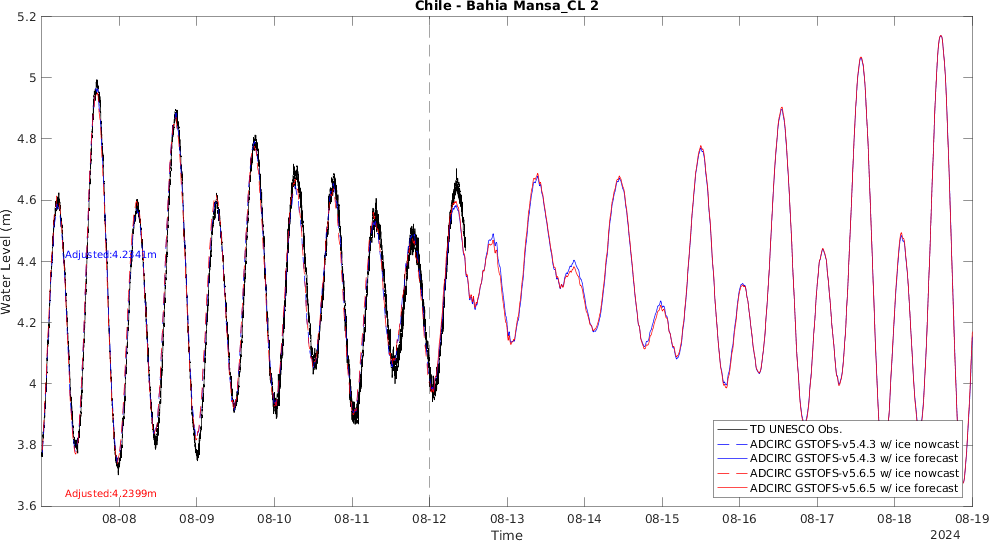 Chile - Bahia Mansa_CL 2
5.2
5
4.8
4.6
4.4
4.2
4
3.8
3.6
Water Level (m)
Adjusted:4.2341m
Adjusted:4.2399m
TD UNESCO Obs.
ADCIRC GSTOFS-v5.4.3 w/ ice nowcast
ADCIRC GSTOFS-v5.4.3 w/ ice forecast
ADCIRC GSTOFS-v5.6.5 w/ ice nowcast
ADCIRC GSTOFS-v5.6.5 w/ ice forecast
08-08 08-09 08-10 08-11 08-12 08-13 08-14 08-15 08-16 08-17 08-18 08-19
Time
2024